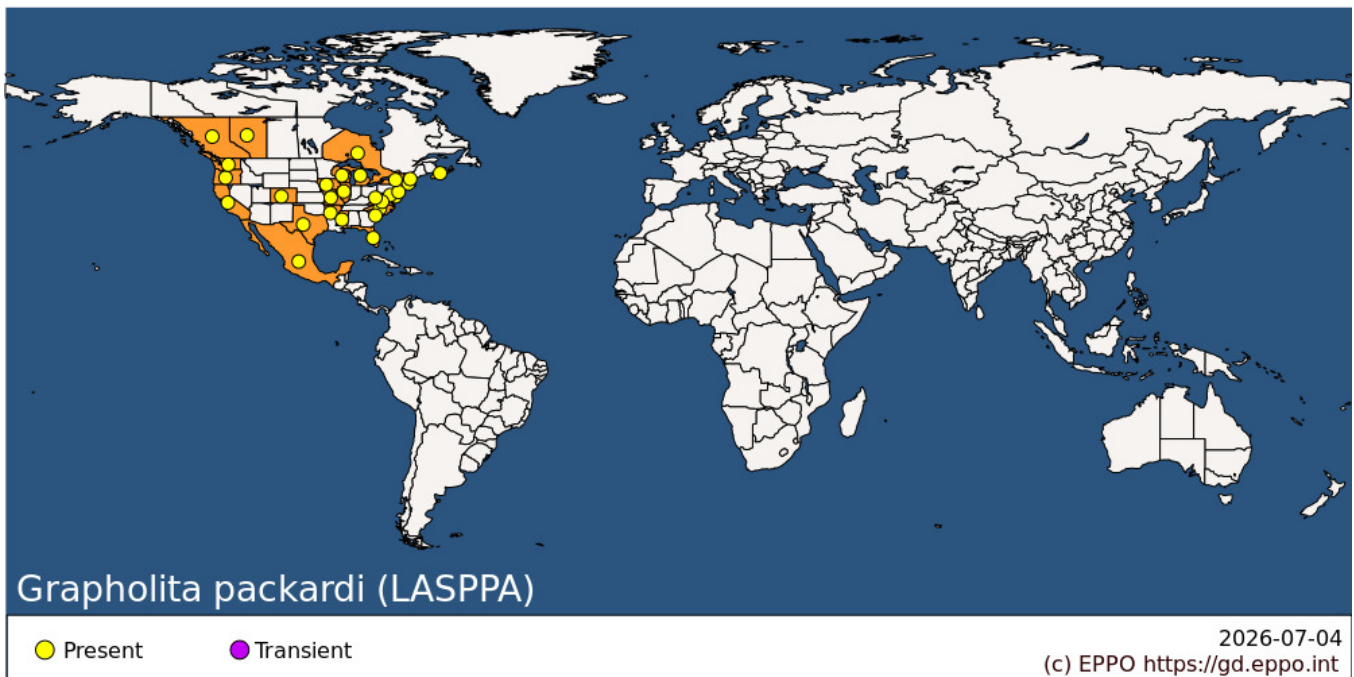 Grapholita packardi (LASPPA)
Present
Transient
2026-07-04
(c) EPPO https://gd.eppo.int